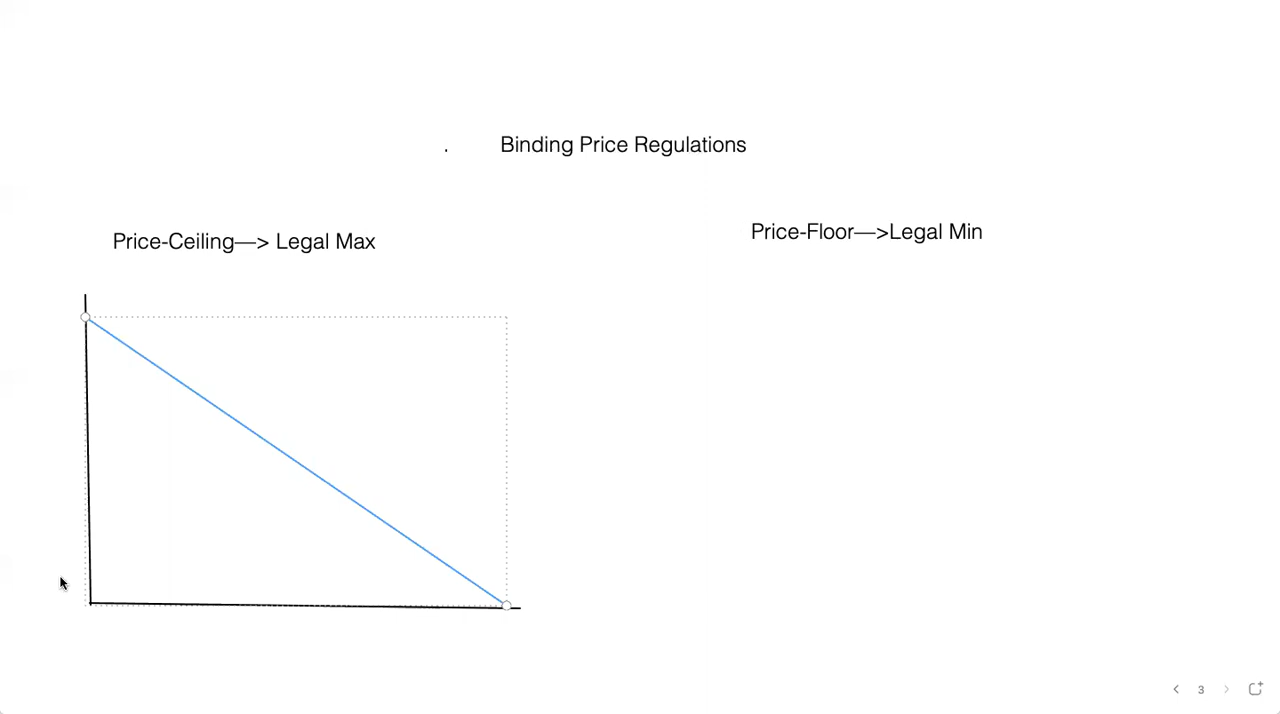 . Binding Price Regulations
Price-Ceiling—> Legal Max
Price-Floor—>Legal Min
3